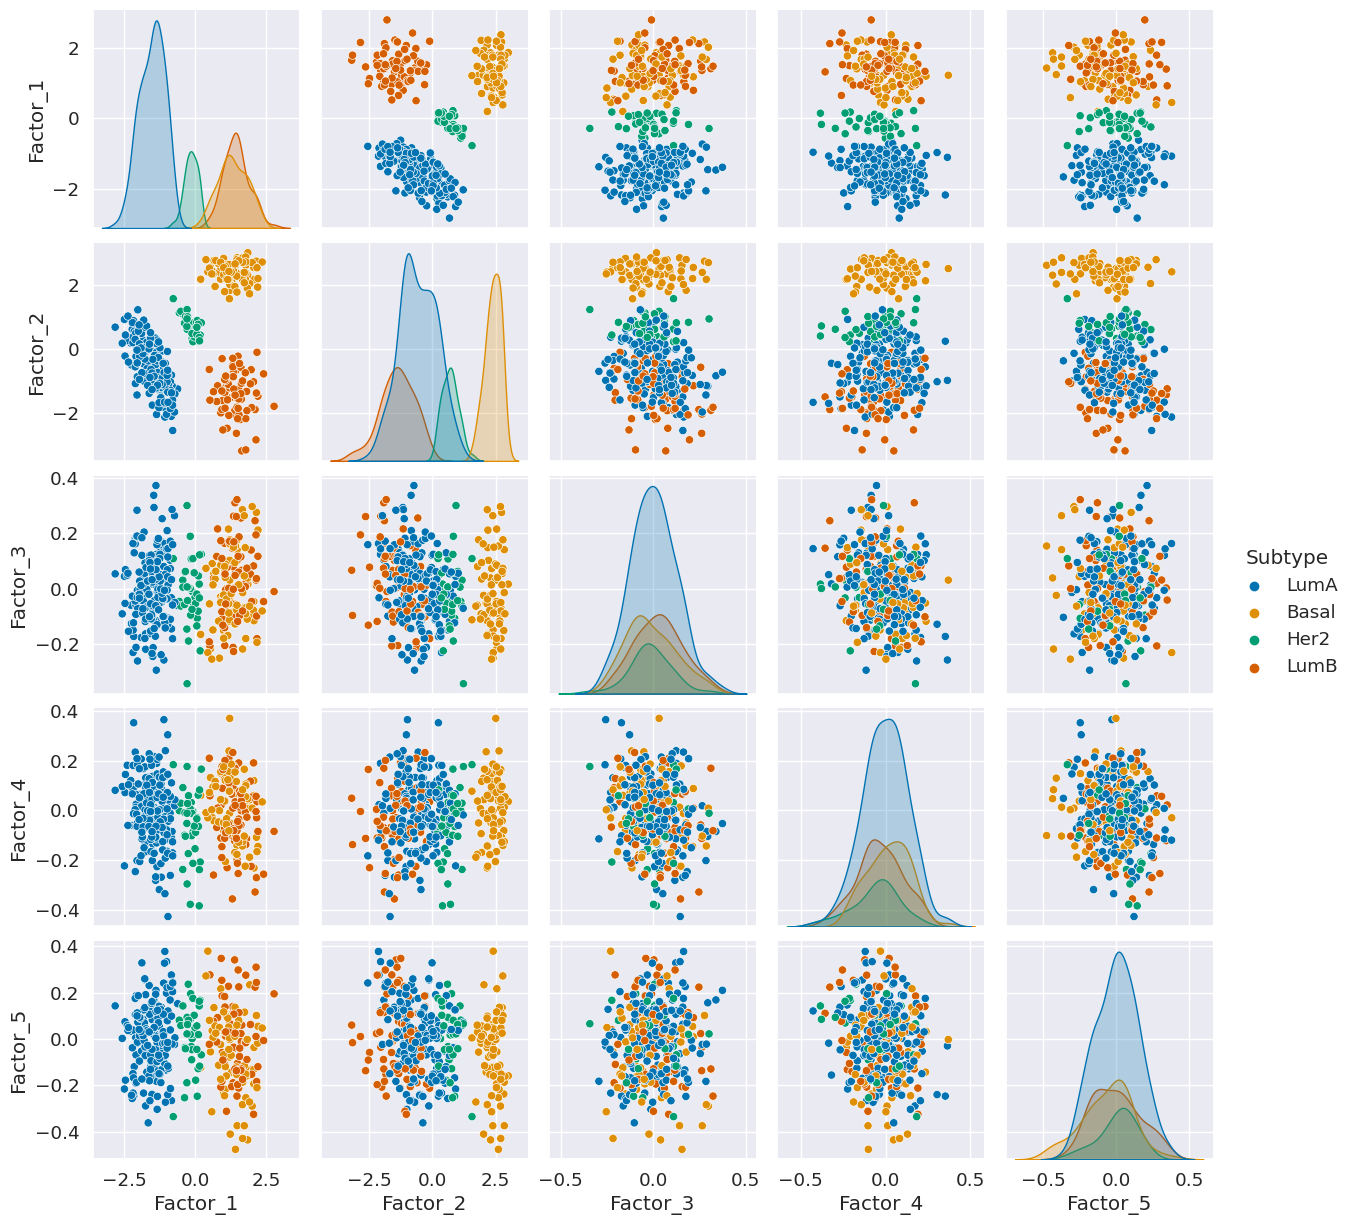 Factor_1
2
0
−2
Factor_2
2
0
−2
Factor_3
0.4
0.2
0.0
−0.2
Factor_4
0.4
0.2
0.0
−0.2
−0.4
Factor_5
0.4
0.2
0.0
−0.2
−0.4
−2.5 0.0 2.5 −2.5 0.0 2.5 −0.5 0.0 0.5 −0.5 0.0 0.5 −0.5 0.0 0.5
Factor_1 Factor_2 Factor_3 Factor_4 Factor_5
Subtype
LumA
Basal
Her2
LumB